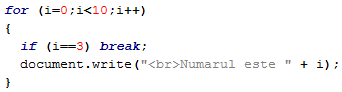 for (i=0;i<10;i++)
{
if (i==3) break;
document.write("<br>Numarul este " + i);
}